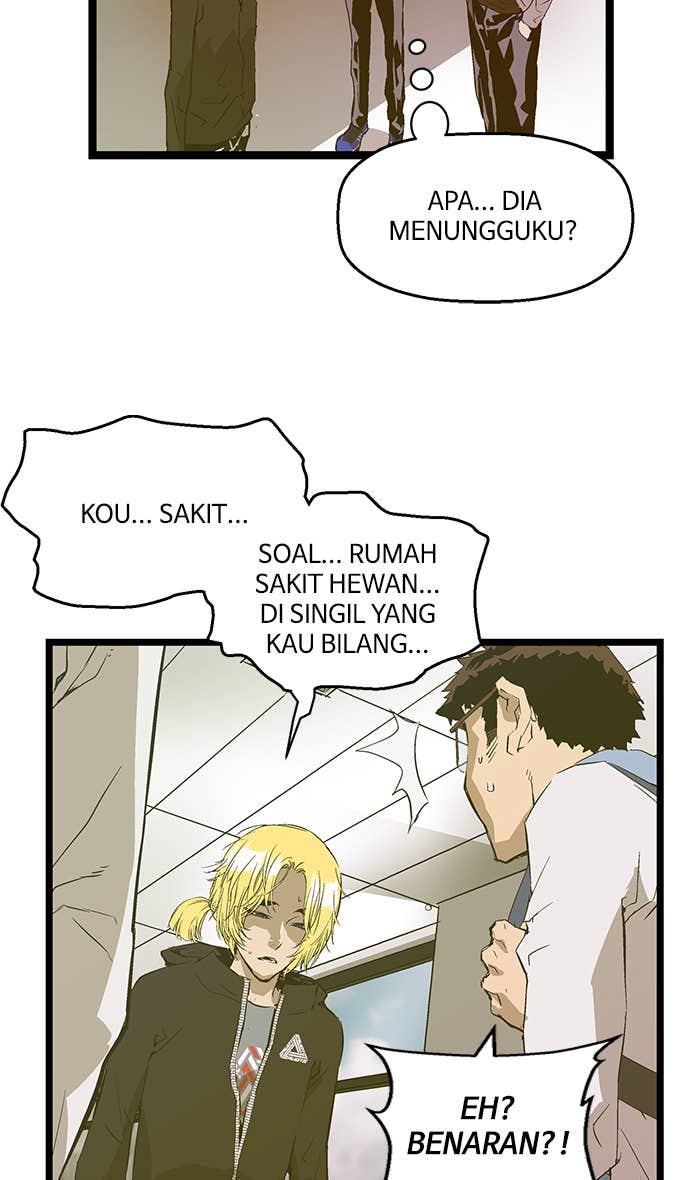 APA... DIA
MENUNGGUKU?
KOU... SAKIT...
SOAL... RUMAH
SAKIT HEWAN...
DI SINGIL YANG
KAU BILANG...
EH?
BENARAN?!